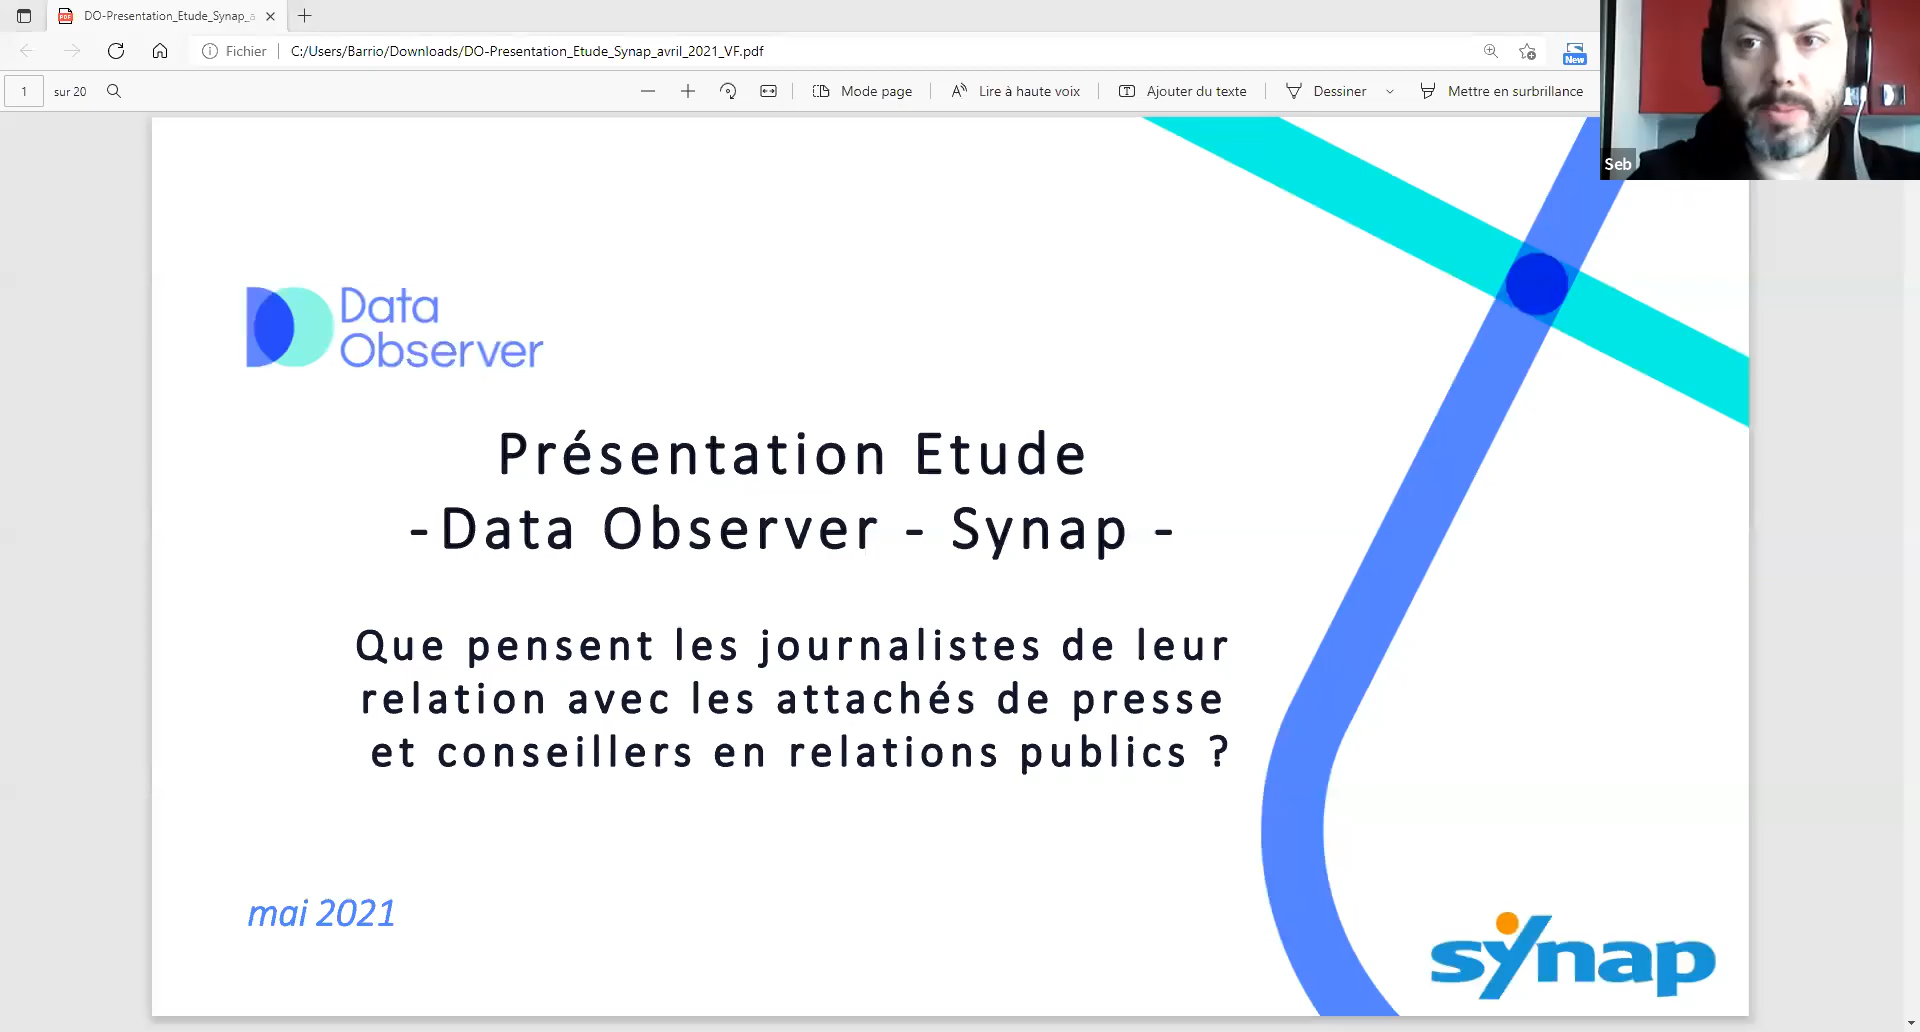 DO-Presentation_Etude_Synap_a
Fichier
C:/Users/Barrio/Downloads/DO-Presentation_Etude_Synap_avril_2021_VF.pdf
New
1
sur 20
Mode page
Lire à haute voix
Ajouter du texte
Dessiner
Mettre en surbrillance
Seb
Data
Observer
Présentation Etude
-Data Observer - Synap -
Que pensent les journalistes de leur
relation avec les attachés de presse
et conseillers en relations publics ?
mai 2021
synap